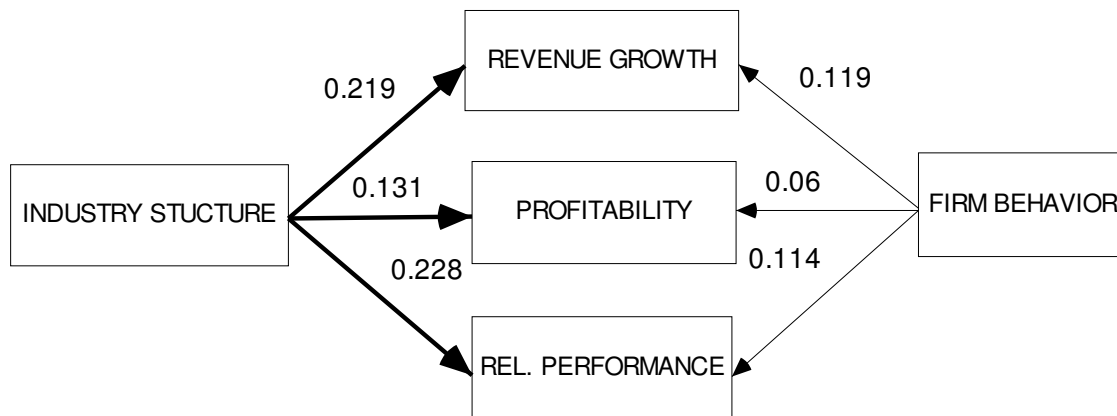 REVENUE GROWTH
0.219
0.119
INDUSTRY STUCTURE
0.131
PROFITABILITY
0.06
FIRM BEHAVIOR
0.228
0.114
REL. PERFORMANCE